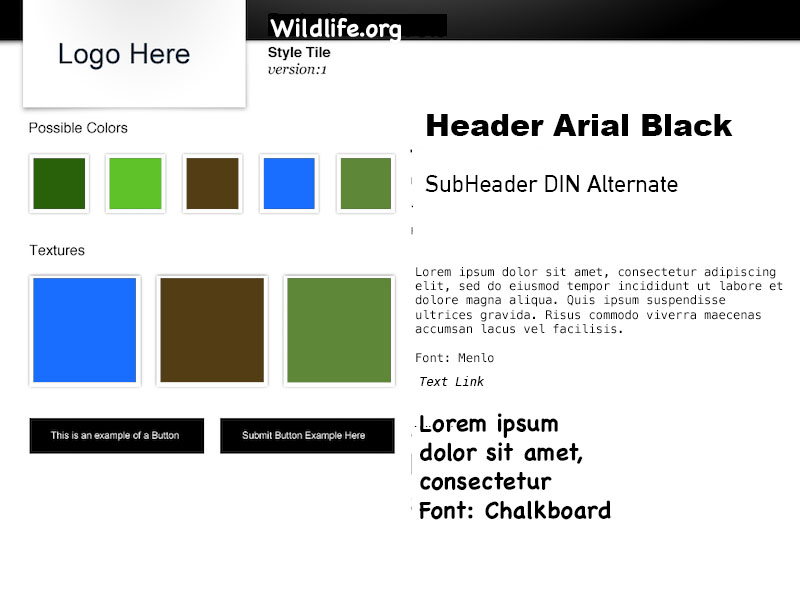 Wildlife.org
Logo Here
Style Tile
version:1
Possible Colors
Header Arial Black
SubHeader DIN Alternate
Textures
Lorem ipsum dolor sit amet, consectetur adipiscing
elit, sed do eiusmod tempor incididunt ut labore et
dolore magna aliqua. Quis ipsum suspendisse
ultrices gravida. Risus commodo viverra maecenas
accumsan lacus vel facilisis.
Font: Menlo
Text Link
This is an example of a Button
Submit Button Example Here
Lorem ipsum
dolor sit amet,
consectetur
Font: Chalkboard